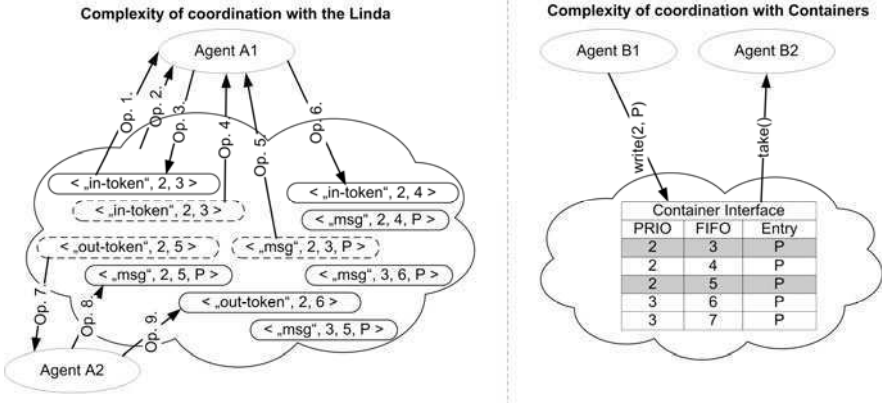 Complexity of coordination with the Linda
Agent A1
Op. 1.
Op. 2.
Op. 3.
Op. 4
Op. 5.
Op. 6.
< „in-token“, 2, 3 >
< „in-token“, 2, 3 >
< „in-token“, 2, 4 >
< „msg“, 2, 4, P >
< „out-token“, 2, 5 >
< „msg“, 2, 3, P >
< „msg“, 2, 5, P >
< „msg“, 3, 6, P >
< „out-token“, 2, 6 >
< „msg“, 3, 5, P >
Op. 7.
Op. 8.
Op. 9.
Agent A2
Complexity of coordination with Containers
Agent B1
Agent B2
write(2, P)
take()
Container Interface
PRIO FIFO Entry
2 3 P
2 4 P
2 5 P
3 6 P
3 7 P